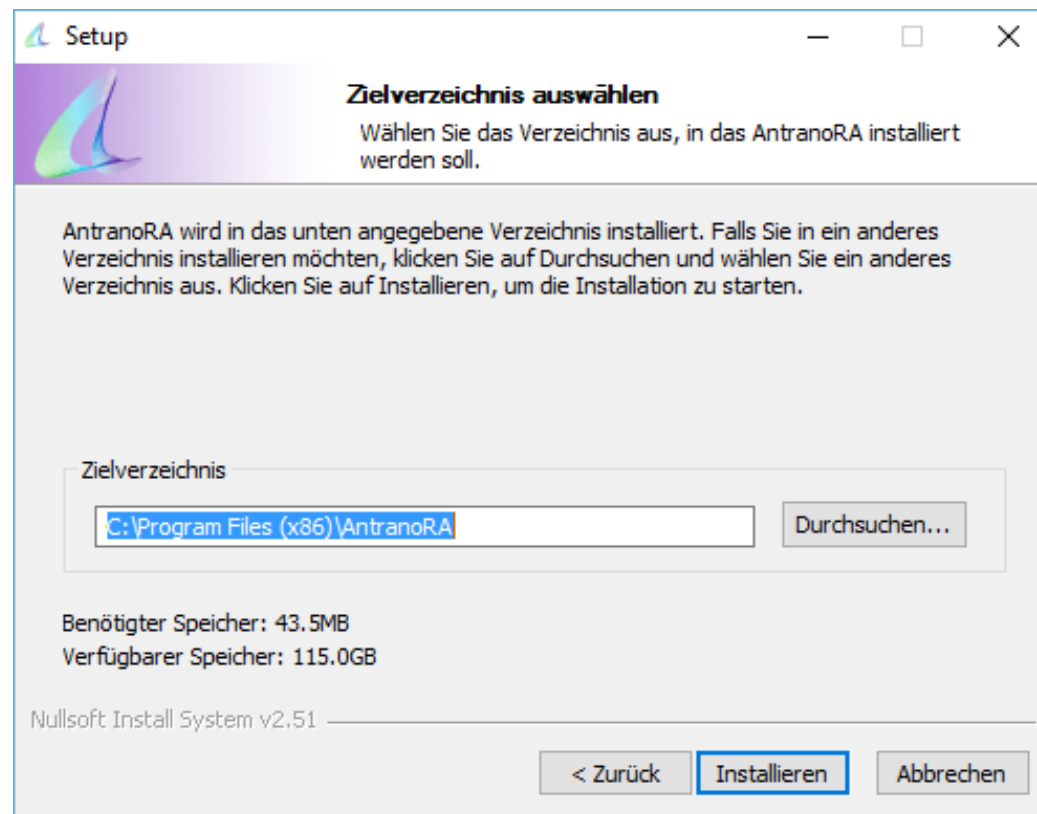 Setup
Zielverzeichnis auswählen
Wählen Sie das Verzeichnis aus, in das AntranoRA installiert
werden soll.
AntranoRA wird in das unten angegebene Verzeichnis installiert. Falls Sie in ein anderes
Verzeichnis installieren möchten, klicken Sie auf Durchsuchen und wählen Sie ein anderes
Verzeichnis aus. Klicken Sie auf Installieren, um die Installation zu starten.
Zielverzeichnis
C:\Program Files (x86)\AntranoRA
Durchsuchen...
Benötigter Speicher: 43.5MB
Verfügbarer Speicher: 115.0GB
Nullsoft Install System v2.51
< Zurück
Installieren
Abbrechen